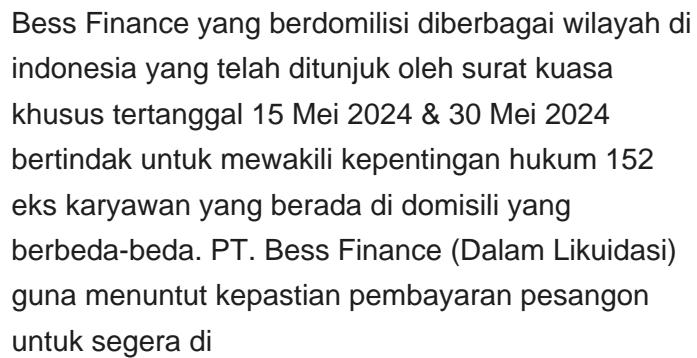 Bess Finance yang berdomilisi diberbagai wilayah di
indonesia yang telah ditunjuk oleh surat kuasa
khusus tertanggal 15 Mei 2024 & 30 Mei 2024
bertindak untuk mewakili kepentingan hukum 152
eks karyawan yang berada di domisili yang
berbeda-beda. PT. Bess Finance (Dalam Likuidasi)
guna menuntut kepastian pembayaran pesangon
untuk segera di